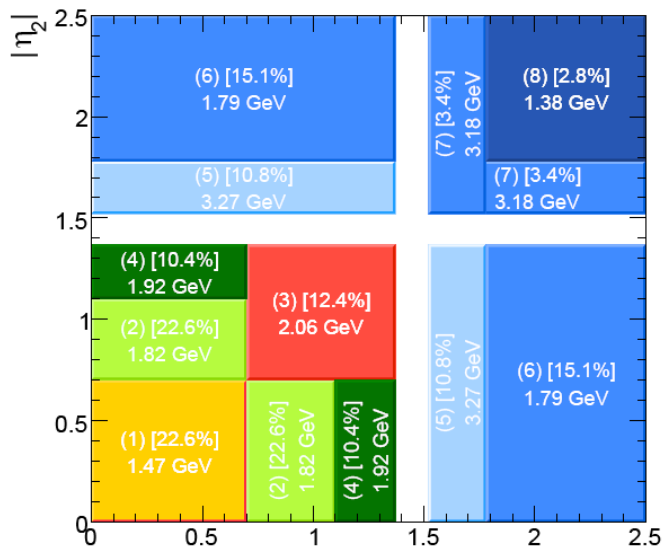 |η₂|
2.5
(6) [15.1%]
1.79 GeV
(7) [3.4%]
3.18 GeV
(8) [2.8%]
1.38 GeV
2
(5) [10.8%]
3.27 GeV
(7) [3.4%]
3.18 GeV
1.5
(4) [10.4%]
1.92 GeV
(3) [12.4%]
2.06 GeV
(2) [22.6%]
1.82 GeV
(5) [10.8%]
3.27 GeV
(6) [15.1%]
1.79 GeV
1
(1) [22.6%]
1.47 GeV
(2) [22.6%]
1.82 GeV
(4) [10.4%]
1.92 GeV
0.5
0
0 0.5 1 1.5 2 2.5